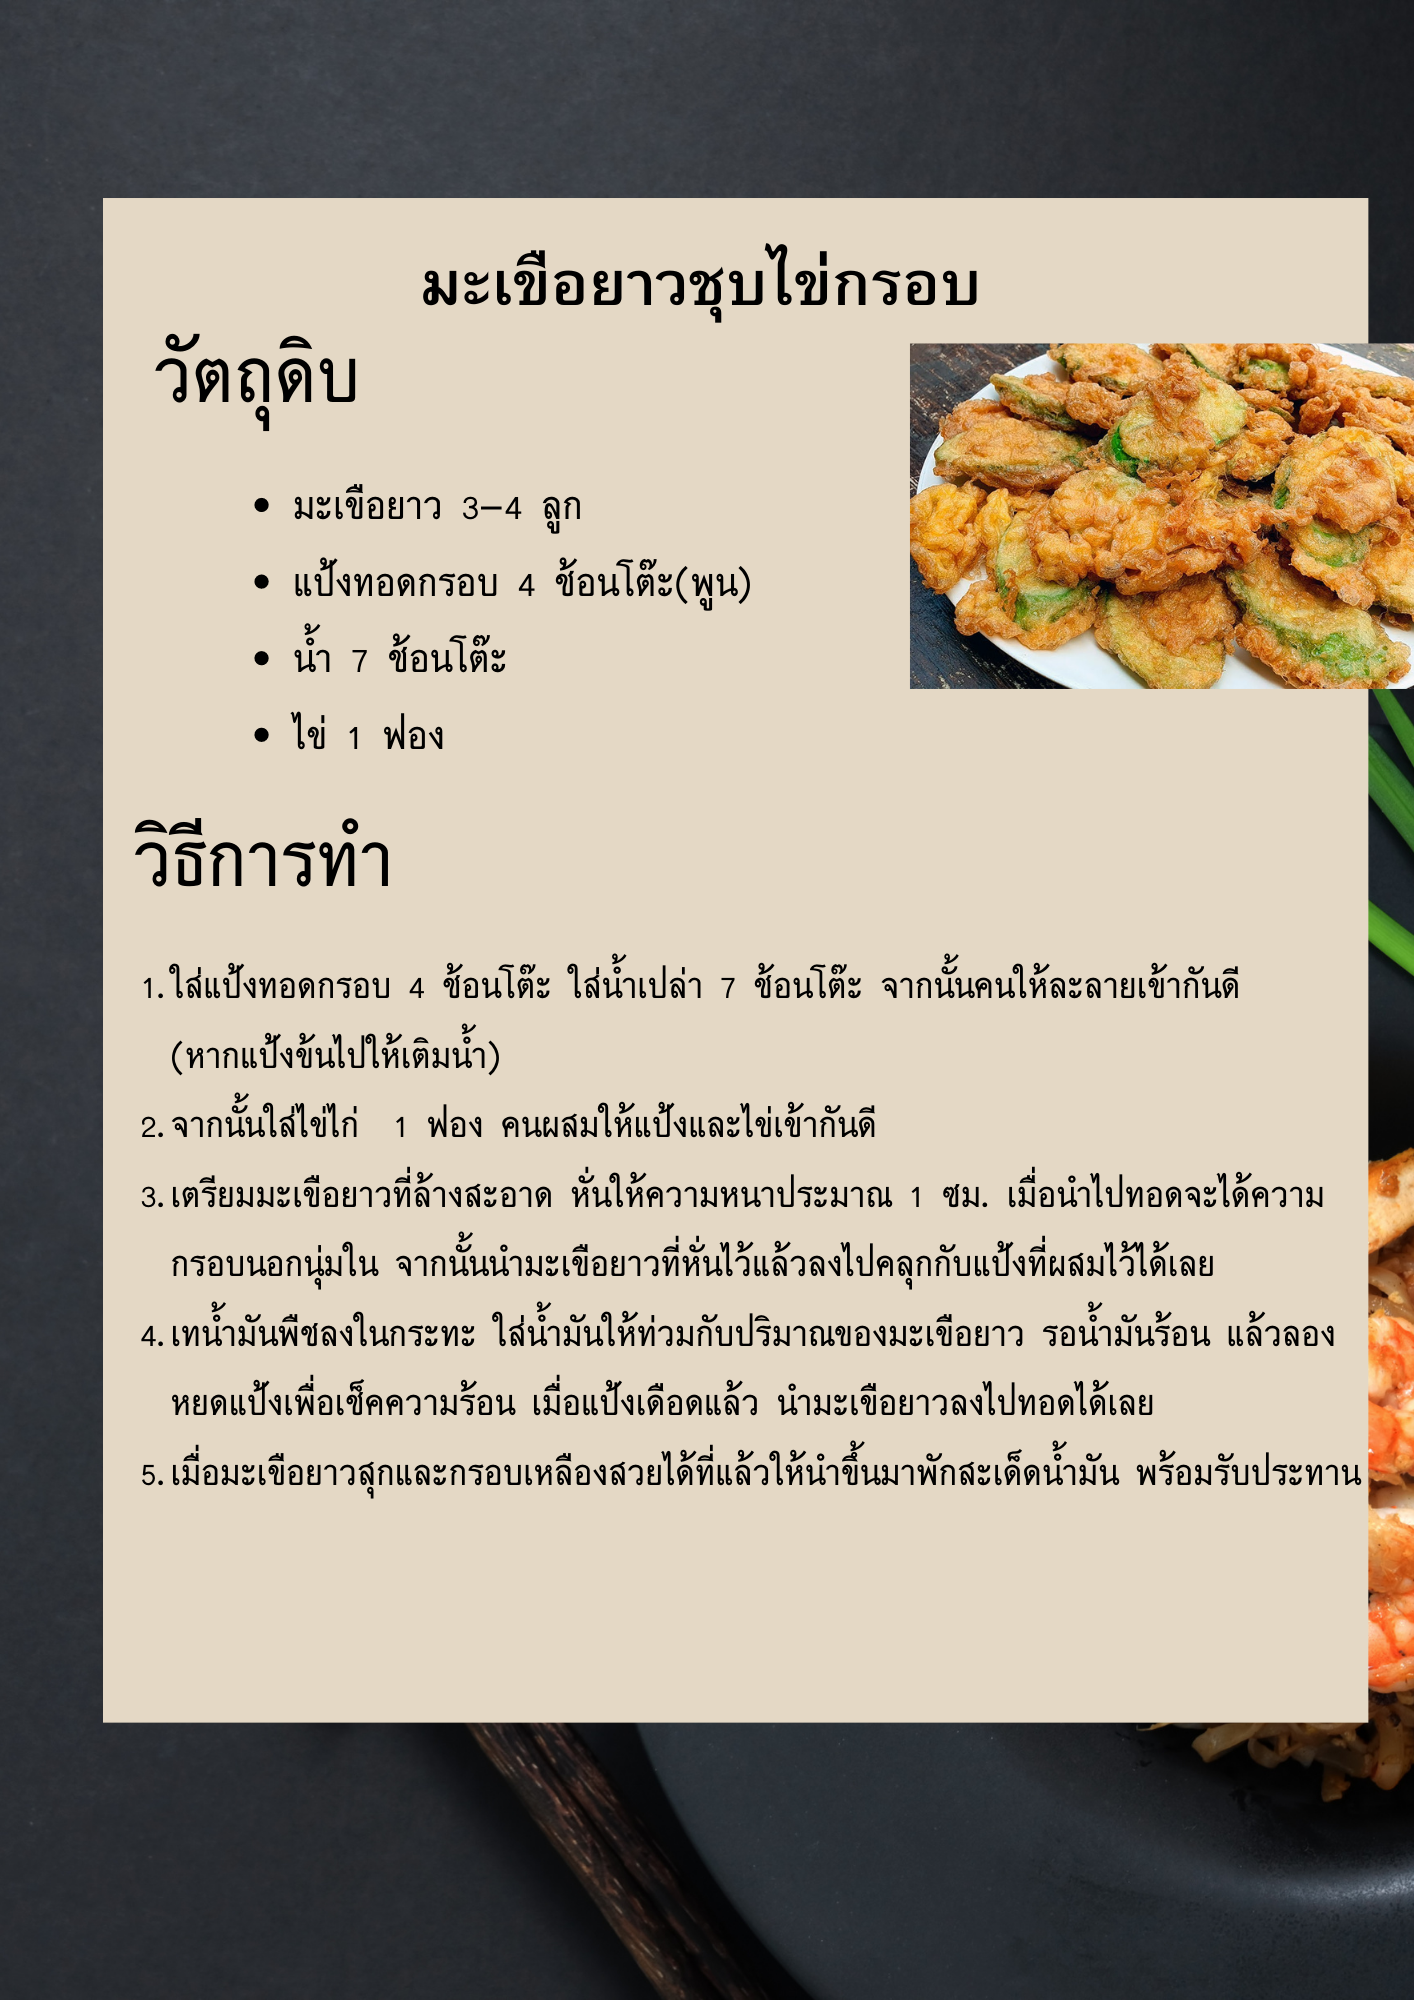 มะเขือยาวชุบไข่กรอบ
วัตถุดิบ
• มะเขือยาว 3–4 ลูก
• แป้งทอดกรอบ 4 ช้อนโต๊ะ(พูน)
• น้ำ 7 ช้อนโต๊ะ
• ไข่ 1 ฟอง
วิธีการทำ
1. ใส่แป้งทอดกรอบ 4 ช้อนโต๊ะ ใส่น้ำเปล่า 7 ช้อนโต๊ะ จากนั้นคนให้ละลายเข้ากันดี
(หากแป้งข้นไปให้เติมน้ำ)
2. จากนั้นใส่ไข่ไก่ 1 ฟอง คนผสมให้แป้งและไข่เข้ากันดี
3. เตรียมมะเขือยาวที่ล้างสะอาด หั่นให้ความหนาประมาณ 1 ซม. เมื่อนำไปทอดจะได้ความ
กรอบนอกนุ่มใน จากนั้นนำมะเขือยาวที่หั่นไว้แล้วลงไปคลุกกับแป้งที่ผสมไว้ได้เลย
4. เทน้ำมันพืชลงในกระทะ ใส่น้ำมันให้ท่วมกับปริมาณของมะเขือยาว รอน้ำมันร้อน แล้วลอง
หยดแป้งเพื่อเช็คความร้อน เมื่อแป้งเดือดแล้ว นำมะเขือยาวลงไปทอดได้เลย
5. เมื่อมะเขือยาวสุกและกรอบเหลืองสวยได้ที่แล้วให้นำขึ้นมาพักสะเด็ดน้ำมัน พร้อมรับประทาน